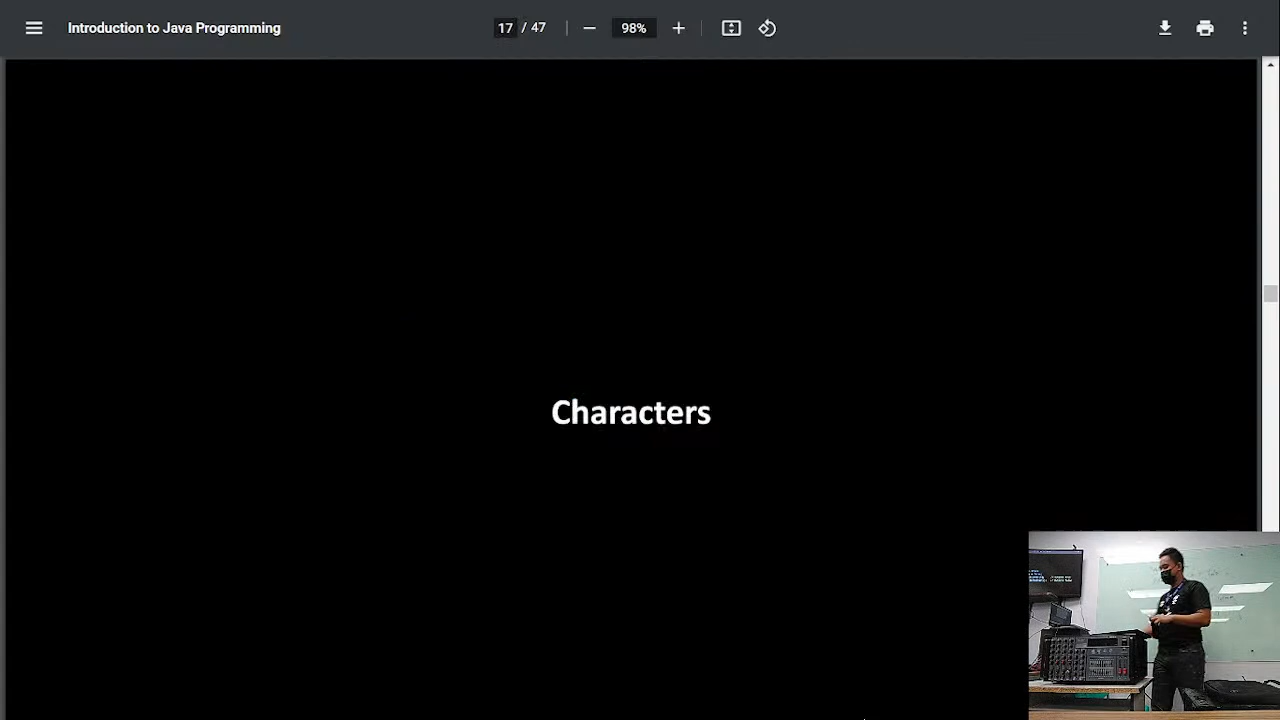 Introduction to Java Programming
17 / 47
98%
Characters